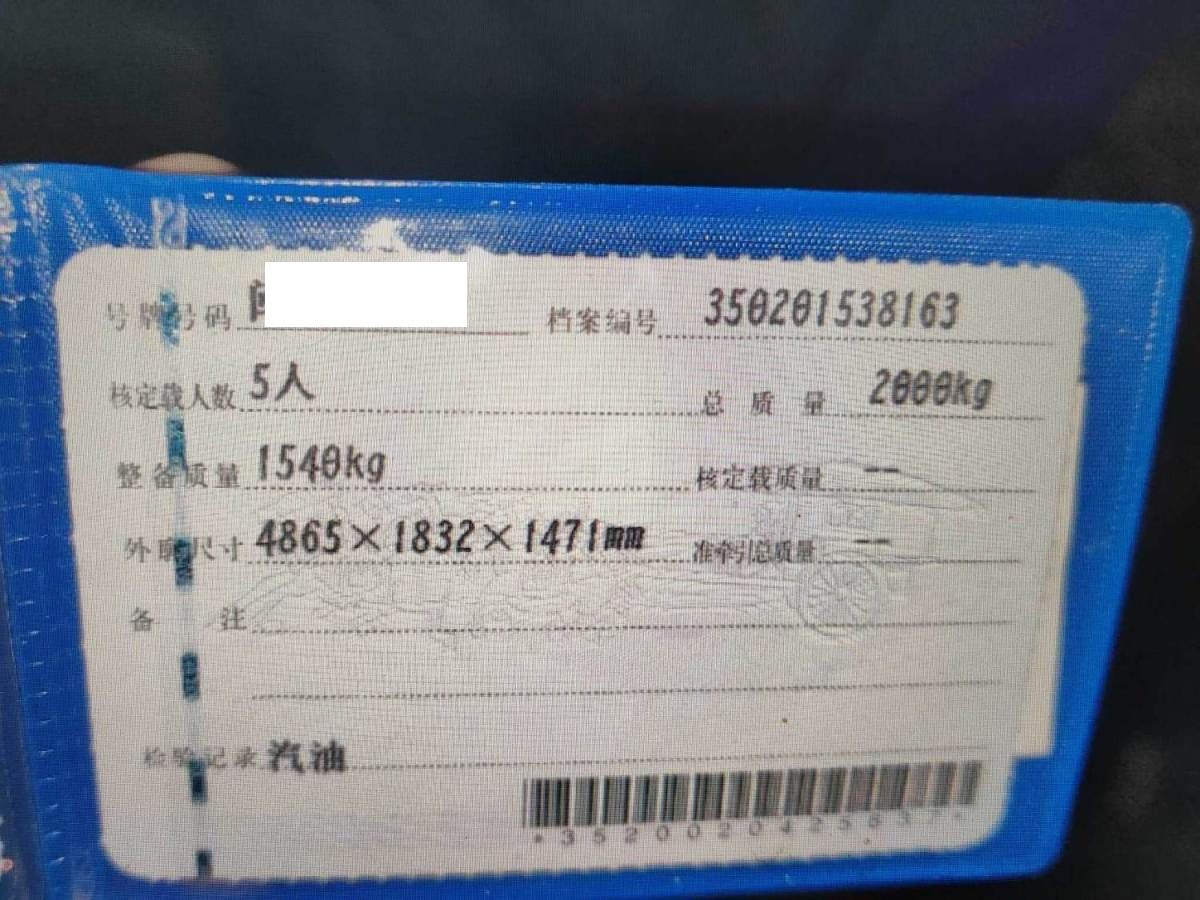 号牌号码 档案编号 350201538163
核定载人数 5人 总质量 2000kg
整备质量 1540kg 核定载质量 --
外廓尺寸 4865×1832×1471mm 准牵引总质量 --
备注
检验记录 汽油
*3520020425837*